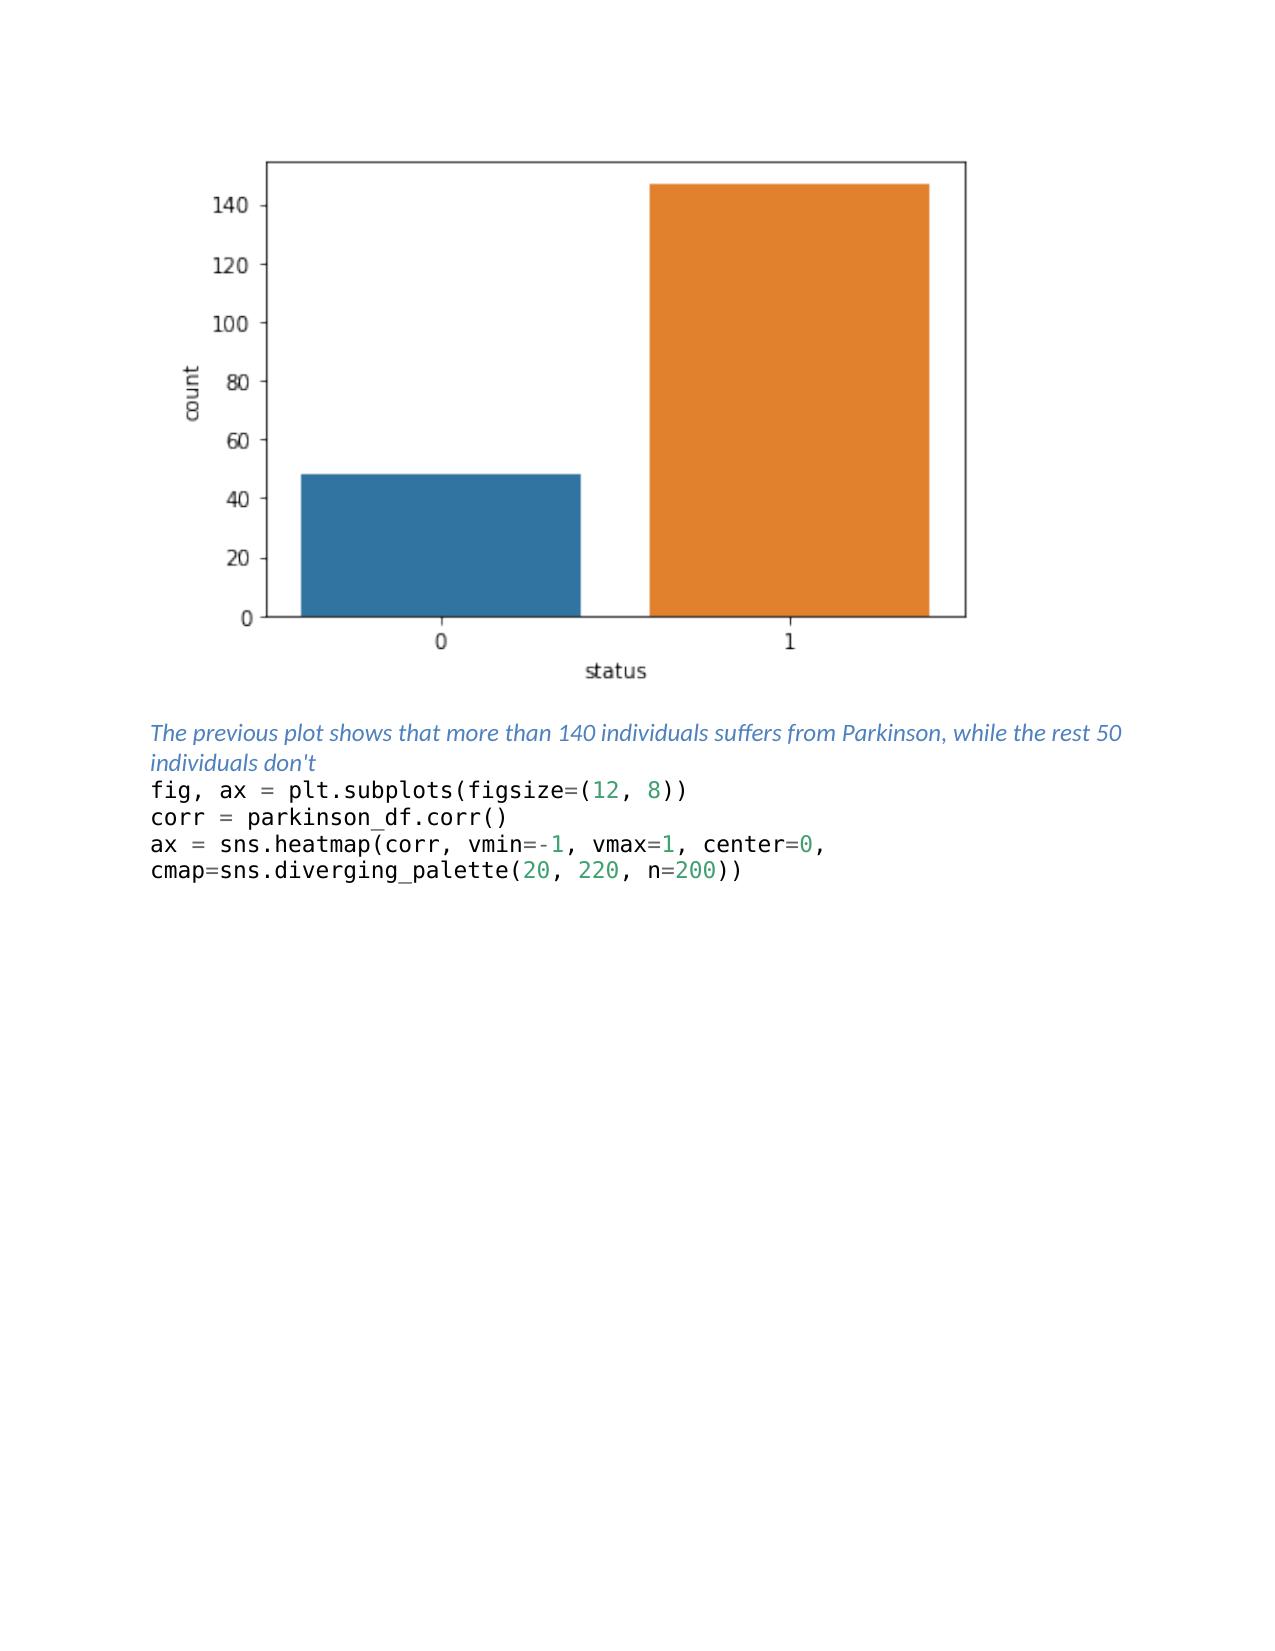 140
120
100
80
60
40
20
0
count
0 1
status
The previous plot shows that more than 140 individuals suffers from Parkinson, while the rest 50
individuals don't
fig, ax = plt.subplots(figsize=(12, 8))
corr = parkinson_df.corr()
ax = sns.heatmap(corr, vmin=-1, vmax=1, center=0,
cmap=sns.diverging_palette(20, 220, n=200))